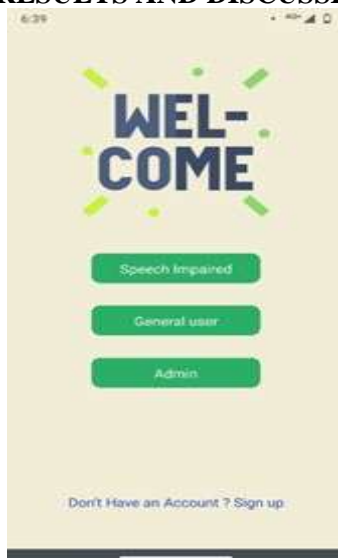 RESULTS AND DISCUSSI
6:39
WEL-
COME
Speech Impaired
General user
Admin
Don't Have an Account ? Sign up